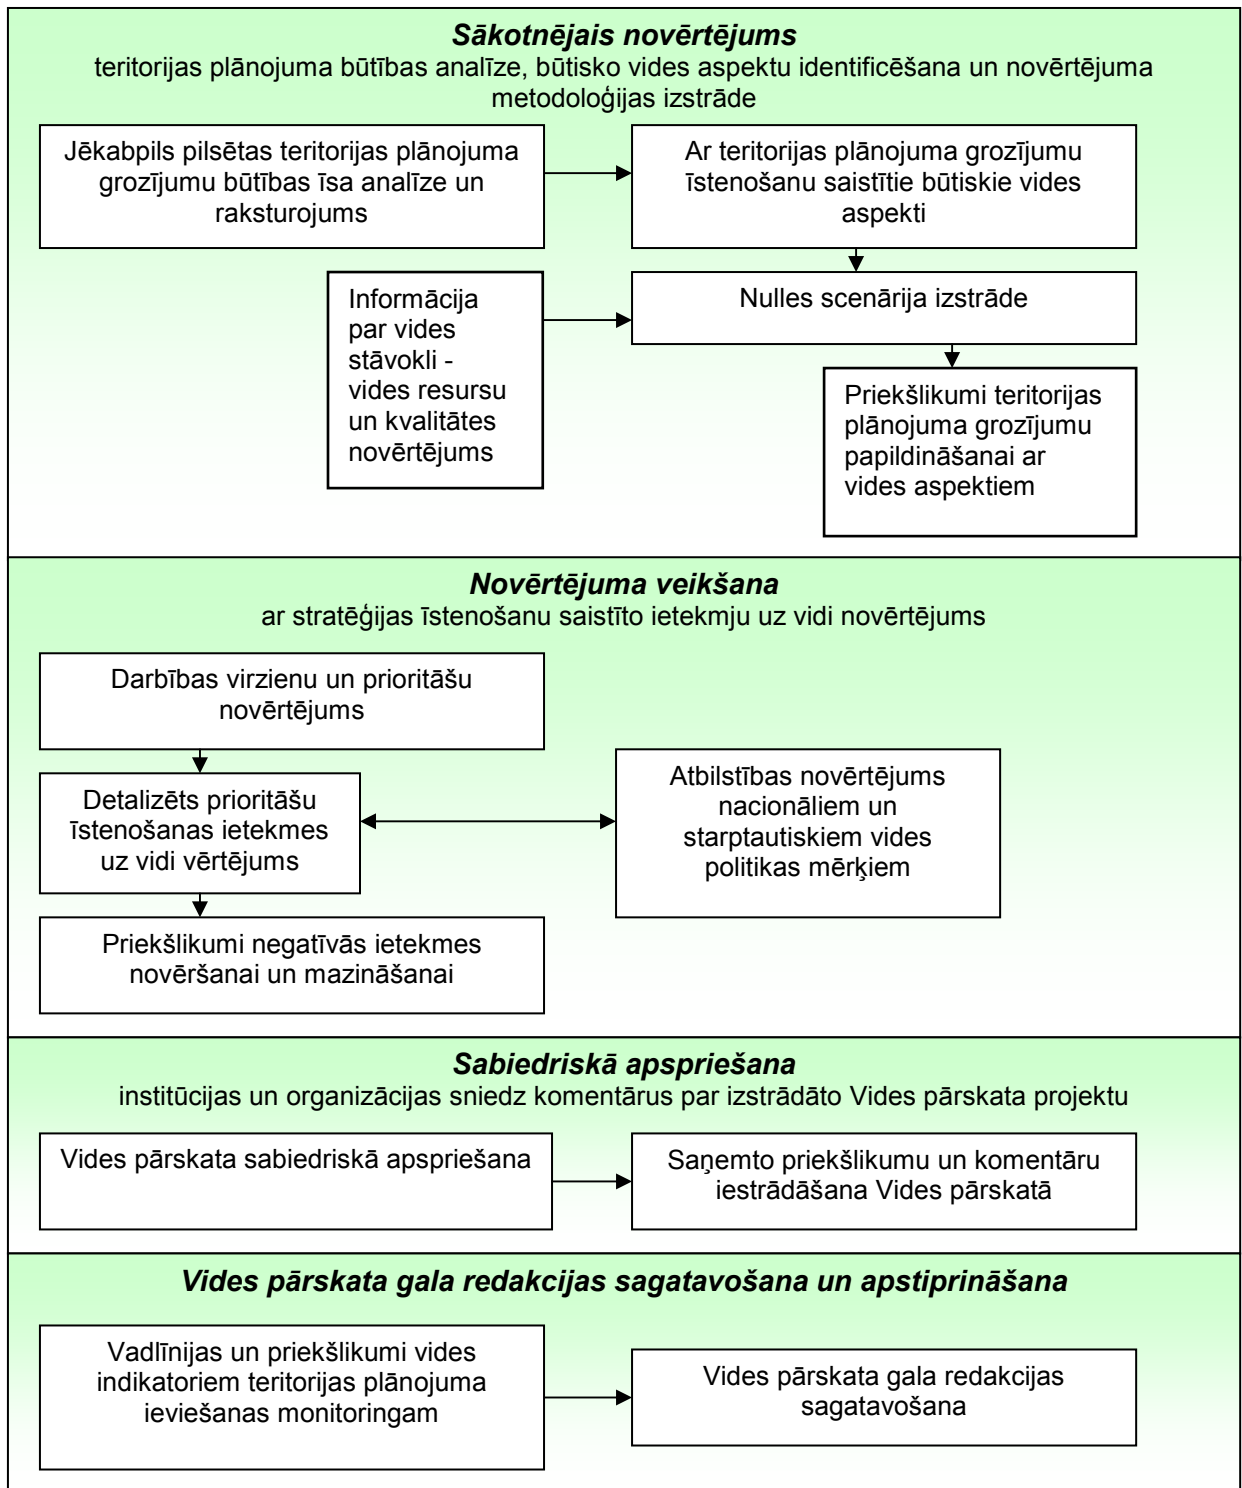 Sākotnējais novērtējums
teritorijas plānojuma būtības analīze, būtisko vides aspektu identificēšana un novērtējuma
metodoloģijas izstrāde
Jēkabpils pilsētas teritorijas plānojuma
grozījumu būtības īsa analīze un
raksturojums
Ar teritorijas plānojuma grozījumu
īstenošanu saistītie būtiskie vides
aspekti
Informācija
par vides
stāvokli -
vides resursu
un kvalitātes
novērtējums
Nulles scenārija izstrāde
Priekšlikumi teritorijas
plānojuma grozījumu
papildināšanai ar
vides aspektiem
Novērtējuma veikšana
ar stratēģijas īstenošanu saistīto ietekmju uz vidi novērtējums
Darbības virzienu un prioritāšu
novērtējums
Detalizēts prioritāšu
īstenošanas ietekmes
uz vidi vērtējums
Atbilstības novērtējums
nacionāliem un
starptautiskiem vides
politikas mērķiem
Priekšlikumi negatīvās ietekmes
novēršanai un mazināšanai
Sabiedriskā apspriešana
institūcijas un organizācijas sniedz komentārus par izstrādāto Vides pārskata projektu
Vides pārskata sabiedriskā apspriešana
Saņemto priekšlikumu un komentāru
iestrādāšana Vides pārskatā
Vides pārskata gala redakcijas sagatavošana un apstiprināšana
Vadlīnijas un priekšlikumi vides
indikatoriem teritorijas plānojuma
ieviešanas monitoringam
Vides pārskata gala redakcijas
sagatavošana